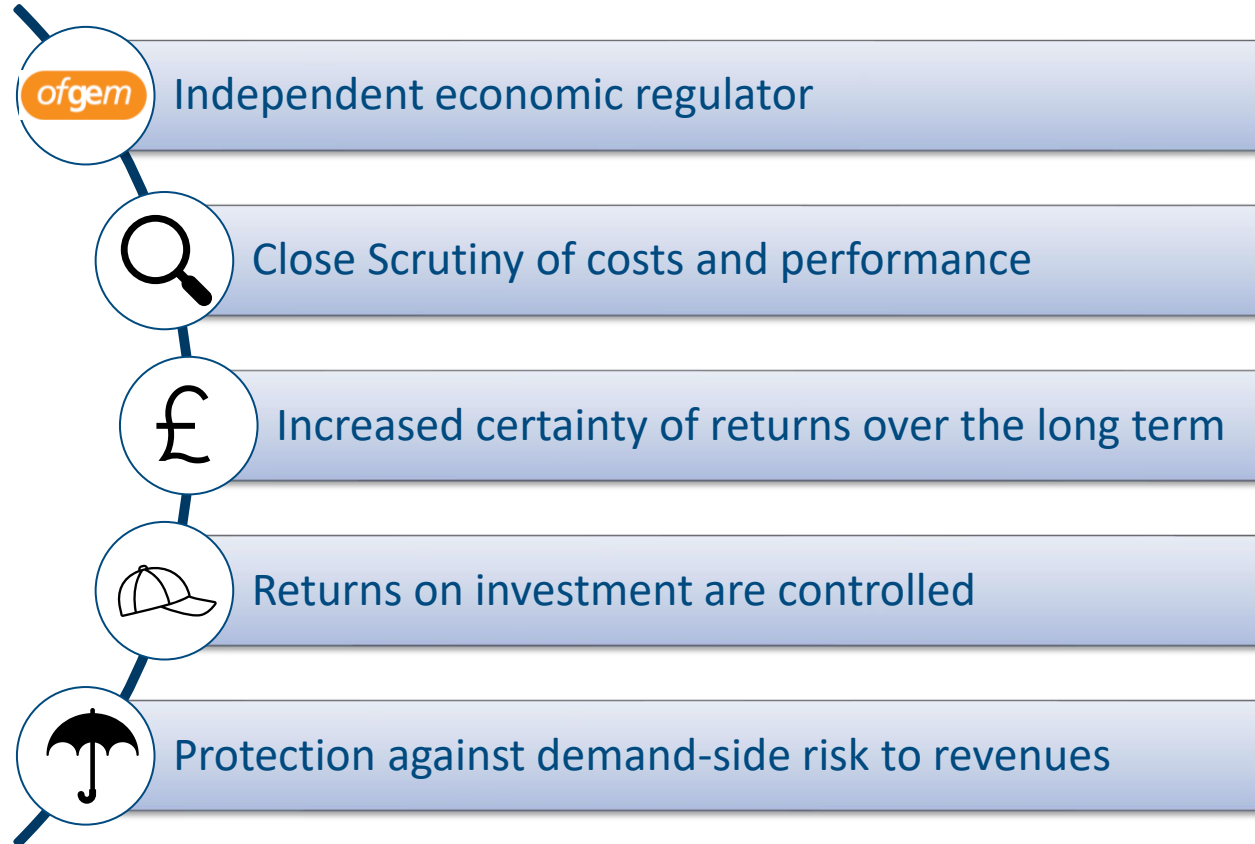 ofgem
Independent economic regulator
Close Scrutiny of costs and performance
£
Increased certainty of returns over the long term
Returns on investment are controlled
Protection against demand-side risk to revenues